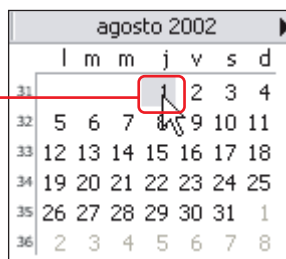 agosto 2002
l m m j v s d
31 1 2 3 4
32 5 6 7 8 9 10 11
33 12 13 14 15 16 17 18
34 19 20 21 22 23 24 25
35 26 27 28 29 30 31 1
36 2 3 4 5 6 7 8